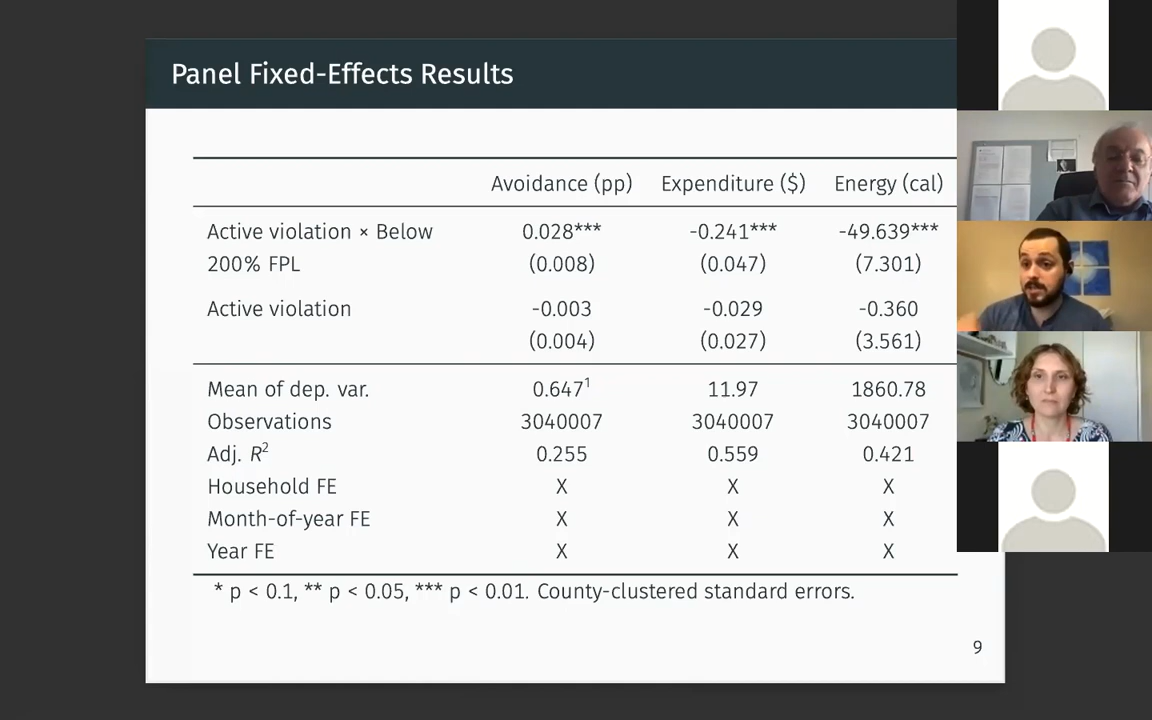 Panel Fixed-Effects Results
Avoidance (pp) Expenditure ($) Energy (cal)
Active violation × Below 0.028*** -0.241*** -49.639***
200% FPL (0.008) (0.047) (7.301)
Active violation -0.003 -0.029 -0.360
(0.004) (0.027) (3.561)
Mean of dep. var. 0.647¹ 11.97 1860.78
Observations 3040007 3040007 3040007
Adj. R² 0.255 0.559 0.421
Household FE X X X
Month-of-year FE X X X
Year FE X X X
* p < 0.1, ** p < 0.05, *** p < 0.01. County-clustered standard errors.
9